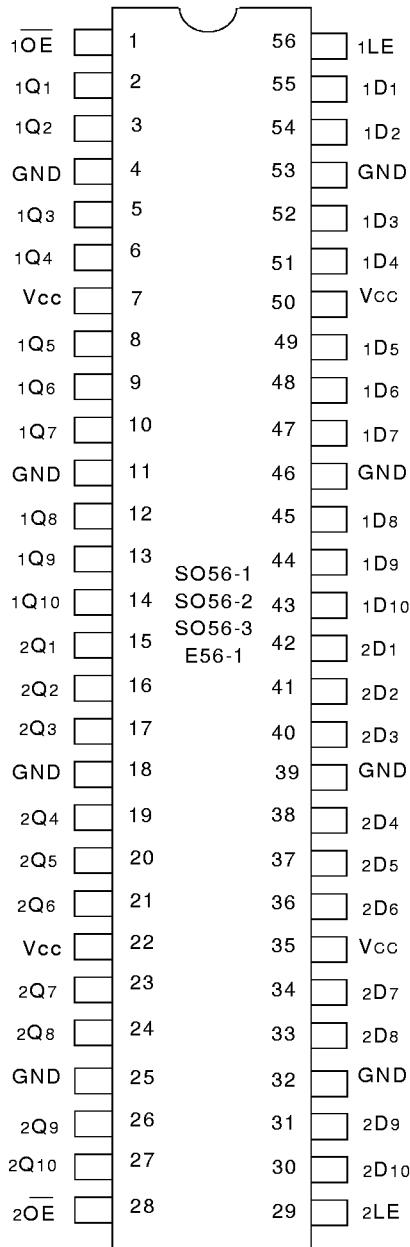 1OE 1 56 1LE
1Q1 2 55 1D1
1Q2 3 54 1D2
GND 4 53 GND
1Q3 5 52 1D3
1Q4 6 51 1D4
Vcc 7 50 Vcc
1Q5 8 49 1D5
1Q6 9 48 1D6
1Q7 10 47 1D7
GND 11 46 GND
1Q8 12 45 1D8
1Q9 13 44 1D9
SO56-1
1Q10 14 SO56-2 43 1D10
SO56-3
2Q1 15 42 2D1
E56-1
2Q2 16 41 2D2
2Q3 17 40 2D3
GND 18 39 GND
2Q4 19 38 2D4
2Q5 20 37 2D5
2Q6 21 36 2D6
Vcc 22 35 Vcc
2Q7 23 34 2D7
2Q8 24 33 2D8
GND 25 32 GND
2Q9 26 31 2D9
2Q10 27 30 2D10
2OE 28 29 2LE